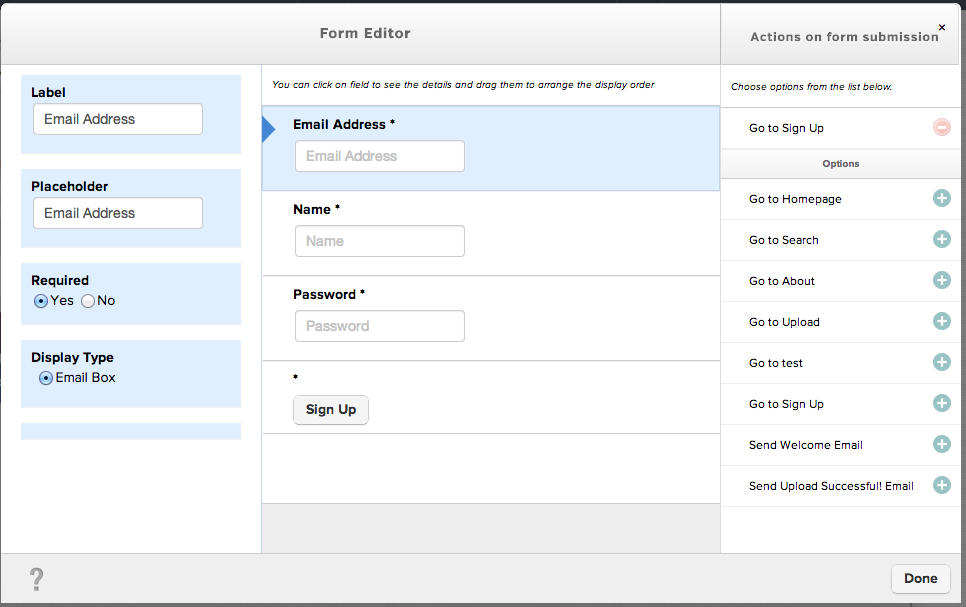 Form Editor
Actions on form submission
×
Label
Email Address
Placeholder
Email Address
Required
Yes No
Display Type
Email Box
You can click on field to see the details and drag them to arrange the display order
Email Address *
Email Address
Name *
Name
Password *
Password
*
Sign Up
Choose options from the list below.
Go to Sign Up
Options
Go to Homepage
Go to Search
Go to About
Go to Upload
Go to test
Go to Sign Up
Send Welcome Email
Send Upload Successful! Email
?
Done